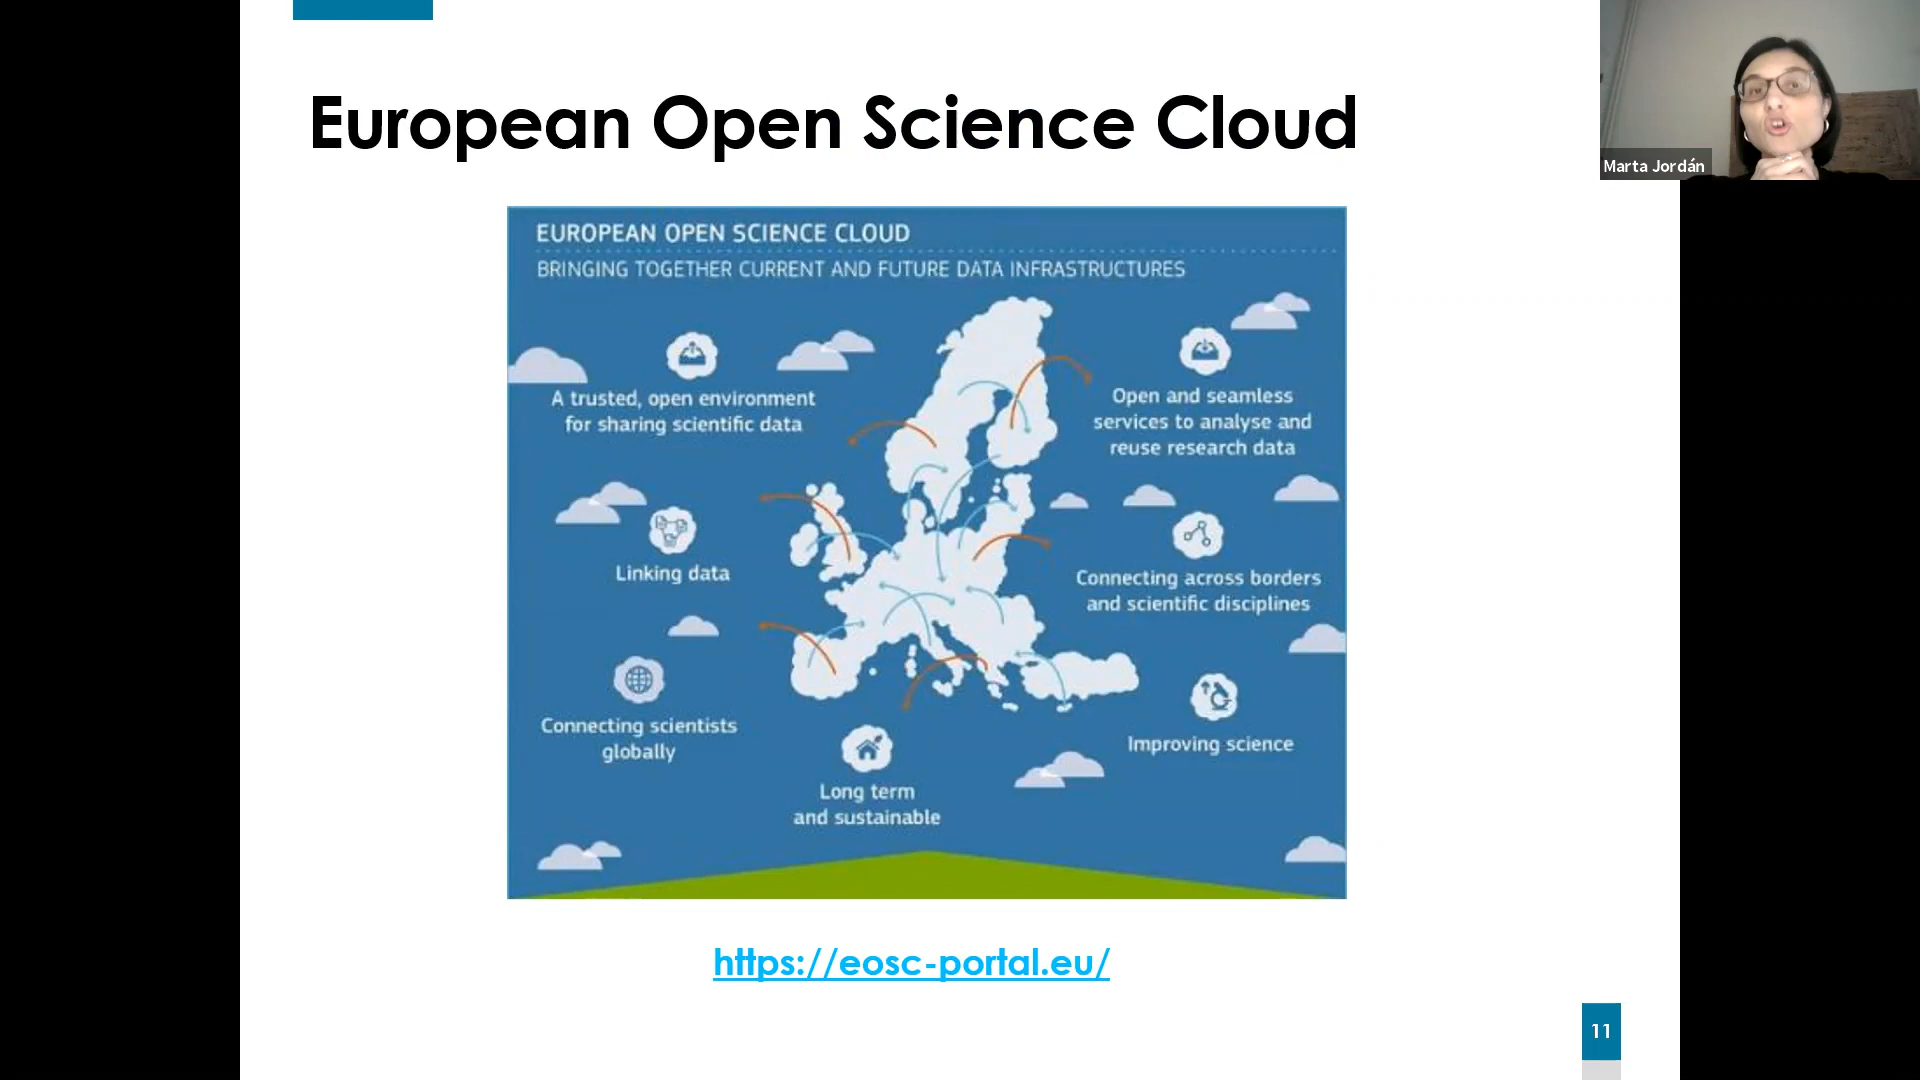 European Open Science Cloud
Marta Jordán
EUROPEAN OPEN SCIENCE CLOUD
BRINGING TOGETHER CURRENT AND FUTURE DATA INFRASTRUCTURES
A trusted, open environment
for sharing scientific data
Open and seamless
services to analyse and
reuse research data
Linking data
Connecting across borders
and scientific disciplines
Connecting scientists
globally
Improving science
Long term
and sustainable
https://eosc-portal.eu/
11